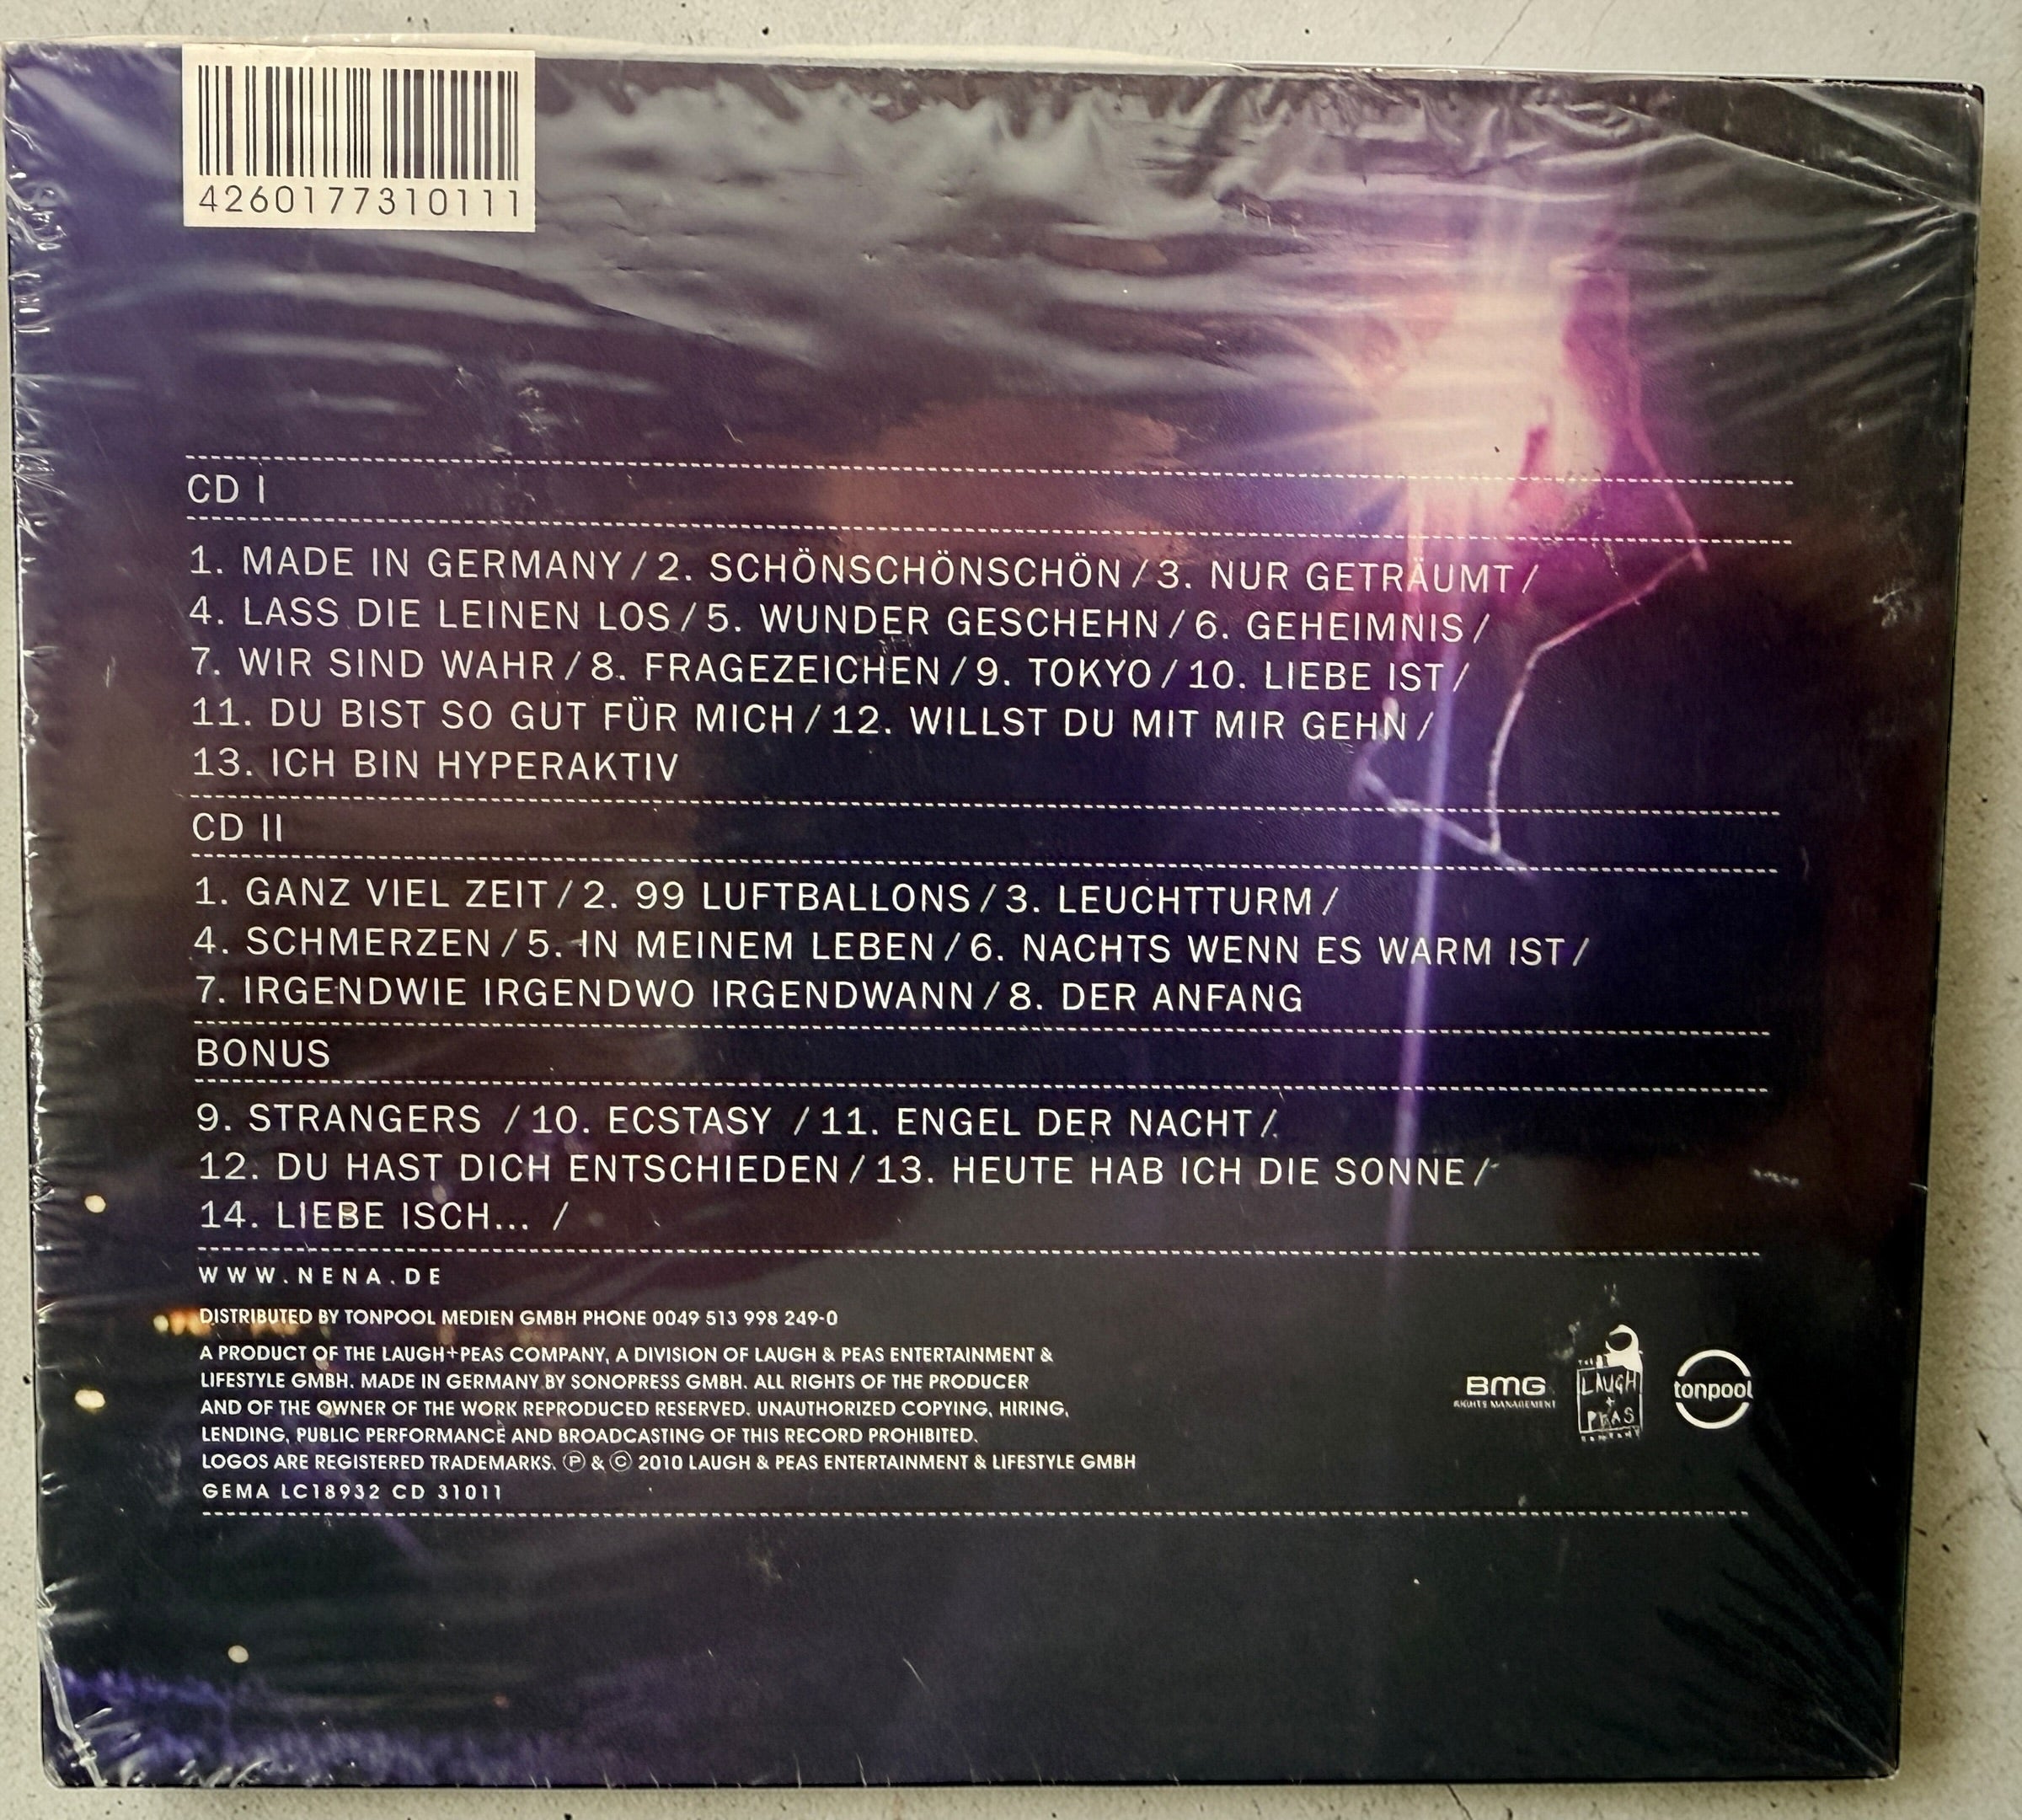 4260177310111
CD I
1. MADE IN GERMANY / 2. SCHÖNSCHÖNSCHÖN / 3. NUR GETRÄUMT /
4. LASS DIE LEINEN LOS / 5. WUNDER GESCHEHN / 6. GEHEIMNIS /
7. WIR SIND WAHR / 8. FRAGEZEICHEN / 9. TOKYO / 10. LIEBE IST /
11. DU BIST SO GUT FÜR MICH / 12. WILLST DU MIT MIR GEHN /
13. ICH BIN HYPERAKTIV
CD II
1. GANZ VIEL ZEIT / 2. 99 LUFTBALLONS / 3. LEUCHTTURM /
4. SCHMERZEN / 5. IN MEINEM LEBEN / 6. NACHTS WENN ES WARM IST /
7. IRGENDWIE IRGENDWO IRGENDWANN / 8. DER ANFANG
BONUS
9. STRANGERS / 10. ECSTASY / 11. ENGEL DER NACHT /
12. DU HAST DICH ENTSCHIEDEN / 13. HEUTE HAB ICH DIE SONNE /
14. LIEBE ISCH... /
WWW.NENA.DE
DISTRIBUTED BY TONPOOL MEDIEN GMBH PHONE 0049 513 998 249-0
A PRODUCT OF THE LAUGH+PEAS COMPANY, A DIVISION OF LAUGH & PEAS ENTERTAINMENT &
LIFESTYLE GMBH. MADE IN GERMANY BY SONOPRESS GMBH. ALL RIGHTS OF THE PRODUCER
AND OF THE OWNER OF THE WORK REPRODUCED RESERVED. UNAUTHORIZED COPYING, HIRING,
LENDING, PUBLIC PERFORMANCE AND BROADCASTING OF THIS RECORD PROHIBITED.
LOGOS ARE REGISTERED TRADEMARKS. Ⓟ & © 2010 LAUGH & PEAS ENTERTAINMENT & LIFESTYLE GMBH
GEMA LC18932 CD 31011
BMG
RIGHTS MANAGEMENT
THE
LAUGH
+
PEAS
COMPANY
tonpool